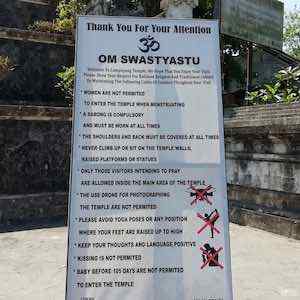 Thank You For Your Attention
ॐ
OM SWASTYASTU
Welcome To Lempuyang Temple, We Hope That You Enjoy Your Visit
Please Show Your Respect For Balinese Religion And Traditional
By Maintaining The Following Codes Of Conduct Throughout Your Visit
* WOMEN ARE NOT PERMITED
TO ENTER THE TEMPLE WHEN MENSTRUATING
* A SARONG IS COMPULSORY
AND MUST BE WORN AT ALL TIMES
* THE SHOULDERS AND BACK MUST BE COVERED AT ALL TIMES
* NEVER CLIMB UP OR SIT ON THE TEMPLE WALLS,
RAISED PLATFORMS OR STATUES
* ONLY THOSE VISITORS INTENDING TO PRAY
ARE ALLOWED INSIDE THE MAIN AREA OF THE TEMPLE
* THE USE DRONE FOR PHOTOGRAPHING
THE TEMPLE ARE NOT PERMITED
* PLEASE AVOID YOGA POSES OR ANY POSITION
WHERE YOUR FEET ARE RAISED UP TO HIGH
* KEEP YOUR THOUGHTS AND LANGUAGE POSITIVE
* KISSING IS NOT PERMITED
* BABY BEFORE 105 DAYS ARE NOT PERMITED
TO ENTER THE TEMPLE